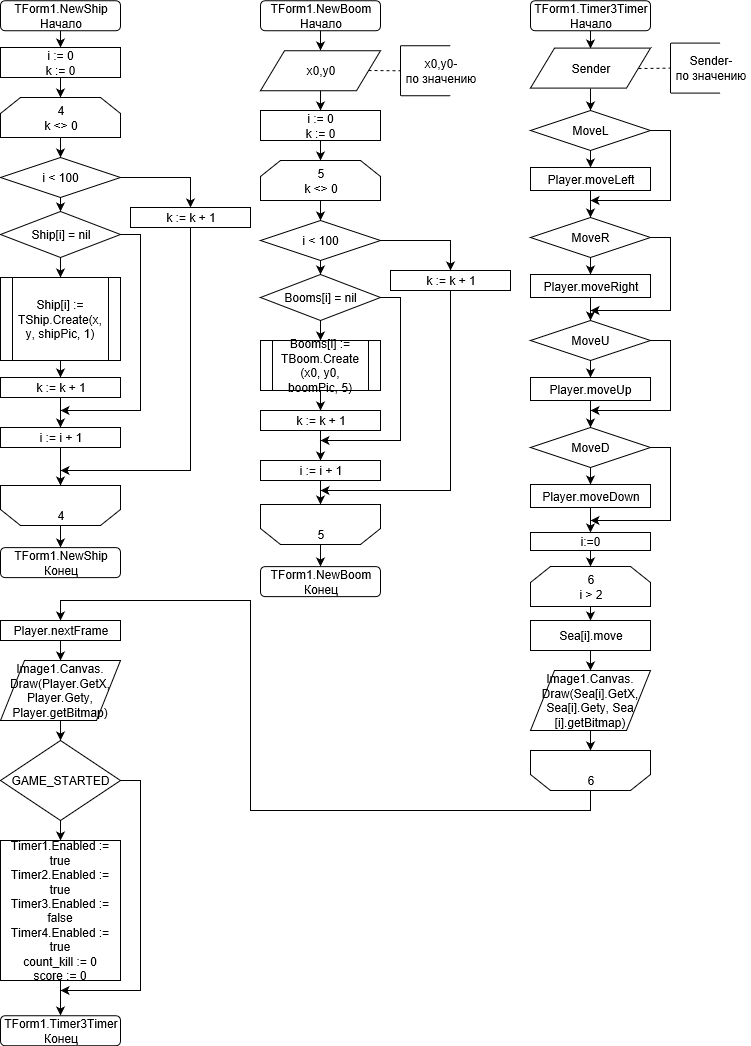 TForm1.NewShip
Начало
i := 0
k := 0
4
k <> 0
i < 100
k := k + 1
Ship[i] = nil
Ship[i] :=
TShip.Create(x,
y, shipPic, 1)
k := k + 1
i := i + 1
4
TForm1.NewShip
Конец
TForm1.NewBoom
Начало
x0,y0
x0,y0-
по значению
i := 0
k := 0
5
k <> 0
i < 100
k := k + 1
Booms[i] = nil
Booms[i] :=
TBoom.Create
(x0, y0,
boomPic, 5)
k := k + 1
i := i + 1
5
TForm1.NewBoom
Конец
TForm1.Timer3Timer
Начало
Sender
Sender-
по значению
MoveL
Player.moveLeft
MoveR
Player.moveRight
MoveU
Player.moveUp
MoveD
Player.moveDown
i:=0
6
i > 2
Sea[i].move
Image1.Canvas.
Draw(Sea[i].GetX,
Sea[i].Gety, Sea
[i].getBitmap)
6
Player.nextFrame
Image1.Canvas.
Draw(Player.GetX,
Player.Gety,
Player.getBitmap)
GAME_STARTED
Timer1.Enabled :=
true
Timer2.Enabled :=
true
Timer3.Enabled :=
false
Timer4.Enabled :=
true
count_kill := 0
score := 0
TForm1.Timer3Timer
Конец